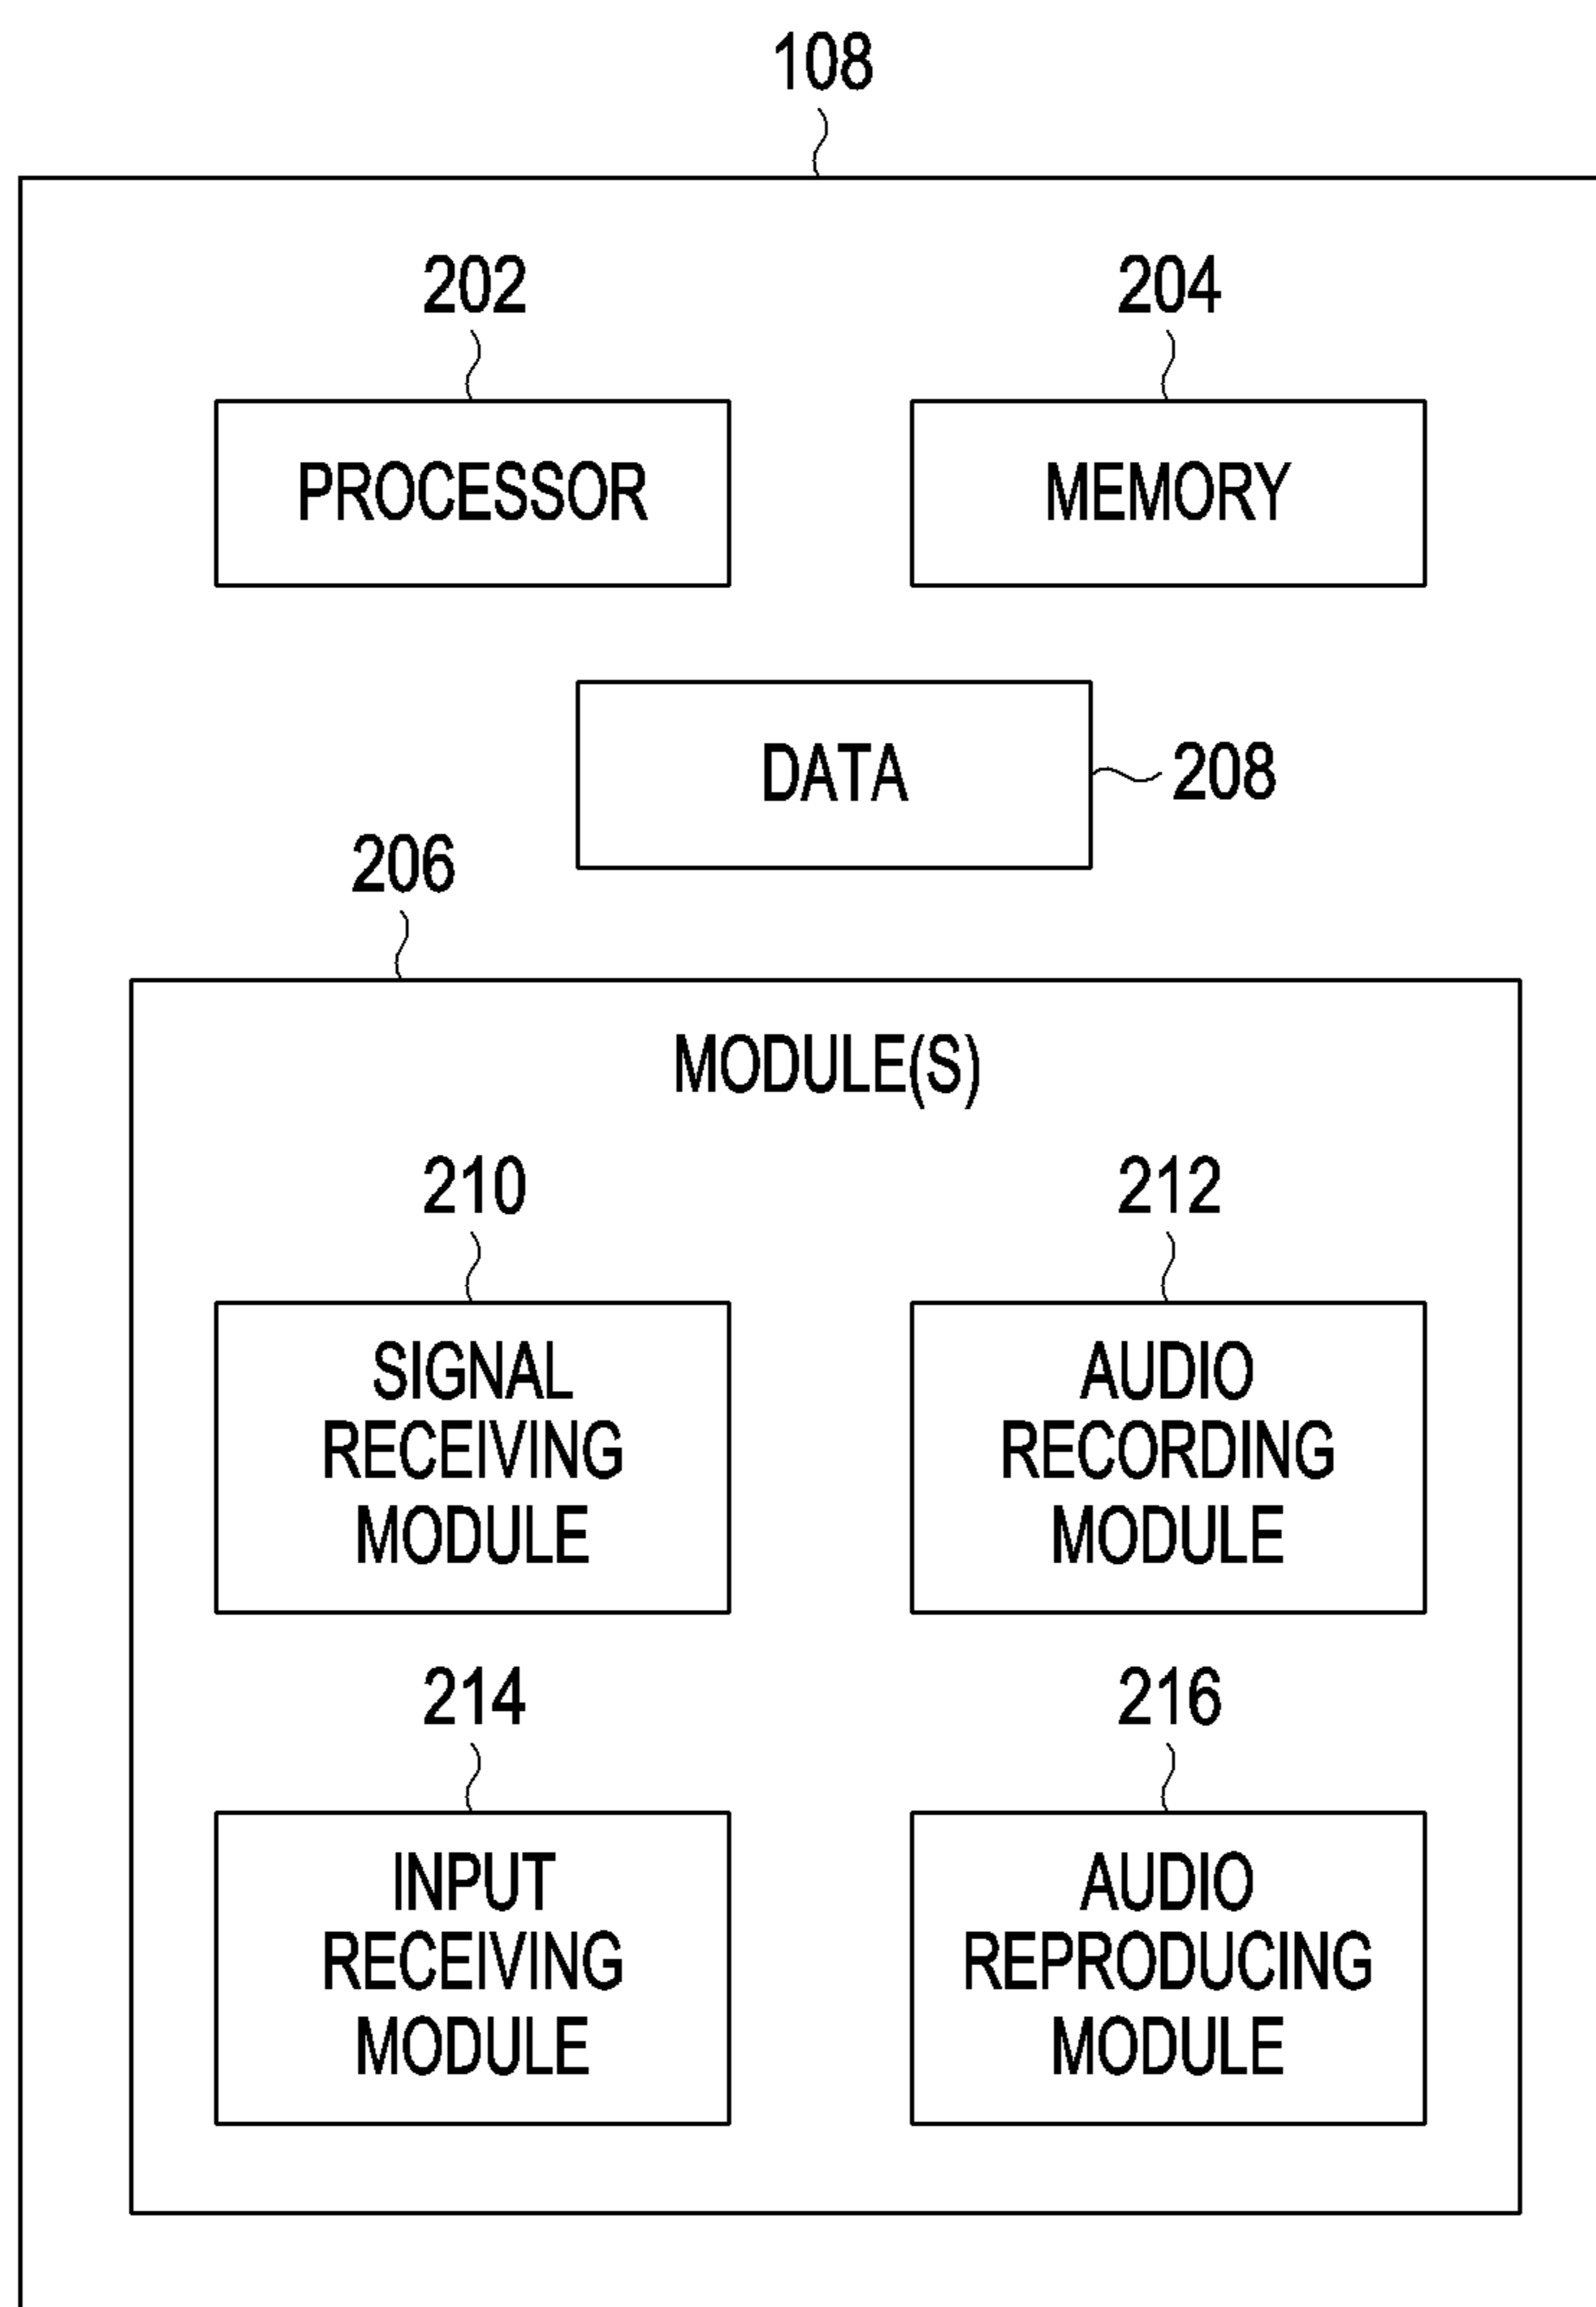 108
202
204
PROCESSOR
MEMORY
DATA
208
206
MODULE(S)
210
212
SIGNAL
RECEIVING
MODULE
AUDIO
RECORDING
MODULE
214
216
INPUT
RECEIVING
MODULE
AUDIO
REPRODUCING
MODULE